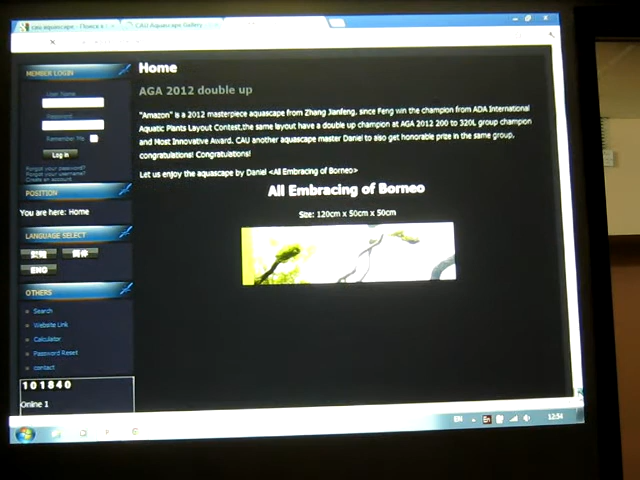 cau aquascape - Поиск в
CAU Aquascape Gallery
MEMBER LOGIN
User Name
Password
Remember Me
Log in
Forgot your password?
Forgot your username?
Create an account
POSITION
You are here: Home
LANGUAGE SELECT
繁體
简体
ENG
OTHERS
Search
Website Link
Calculator
Password Reset
contact
101840
Online 1
Home
AGA 2012 double up
"Amazon" is a 2012 masterpiece aquascape from Zhang Jianfeng, since Feng win the champion from ADA International
Aquatic Plants Layout Contest,the same layout have a double up champion at AGA 2012 200 to 320L group champion
and Most Innovative Award. CAU another aquascape master Daniel to also get honorable prize in the same group,
congratulations! Congratulations!
Let us enjoy the aquascape by Daniel <All Embracing of Borneo>
All Embracing of Borneo
Size: 120cm x 50cm x 50cm
EN
12:54